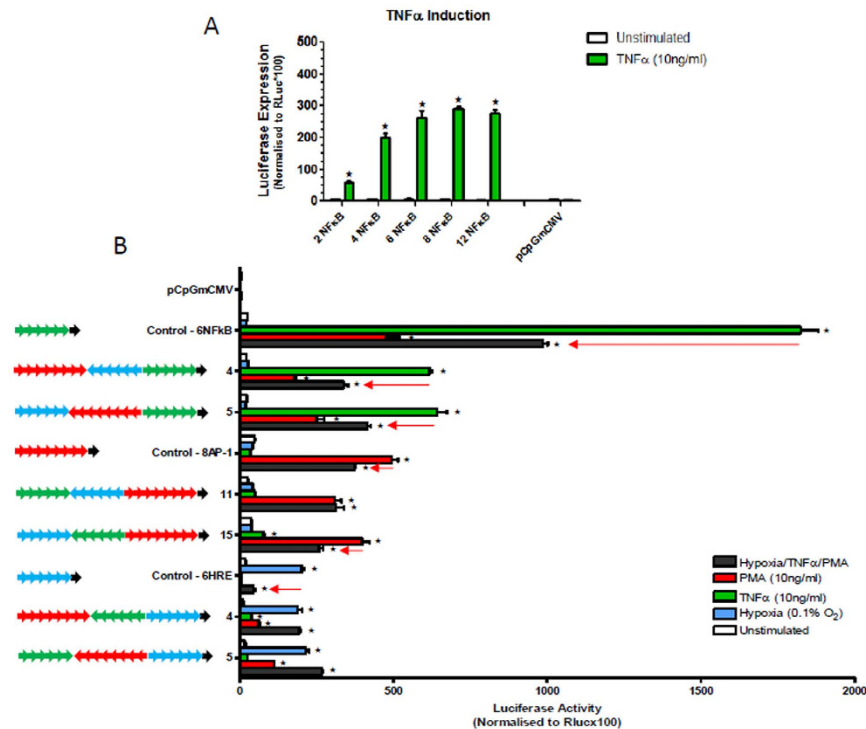 A
TNFα Induction
Unstimulated
TNFα (10ng/ml)
Luciferase Expression
(Normalised to RLuc*100)
500
400
300
200
100
0
2 NFκB
4 NFκB
6 NFκB
8 NFκB
12 NFκB
pCpGmCMV
B
pCpGmCMV
Control - 6NFkB
4
5
Control - 8AP-1
11
15
Control - 6HRE
4
5
Hypoxia/TNFα/PMA
PMA (10ng/ml)
TNFα (10ng/ml)
Hypoxia (0.1% O₂)
Unstimulated
0
500
1000
1500
2000
Luciferase Activity
(Normalised to Rlucx100)